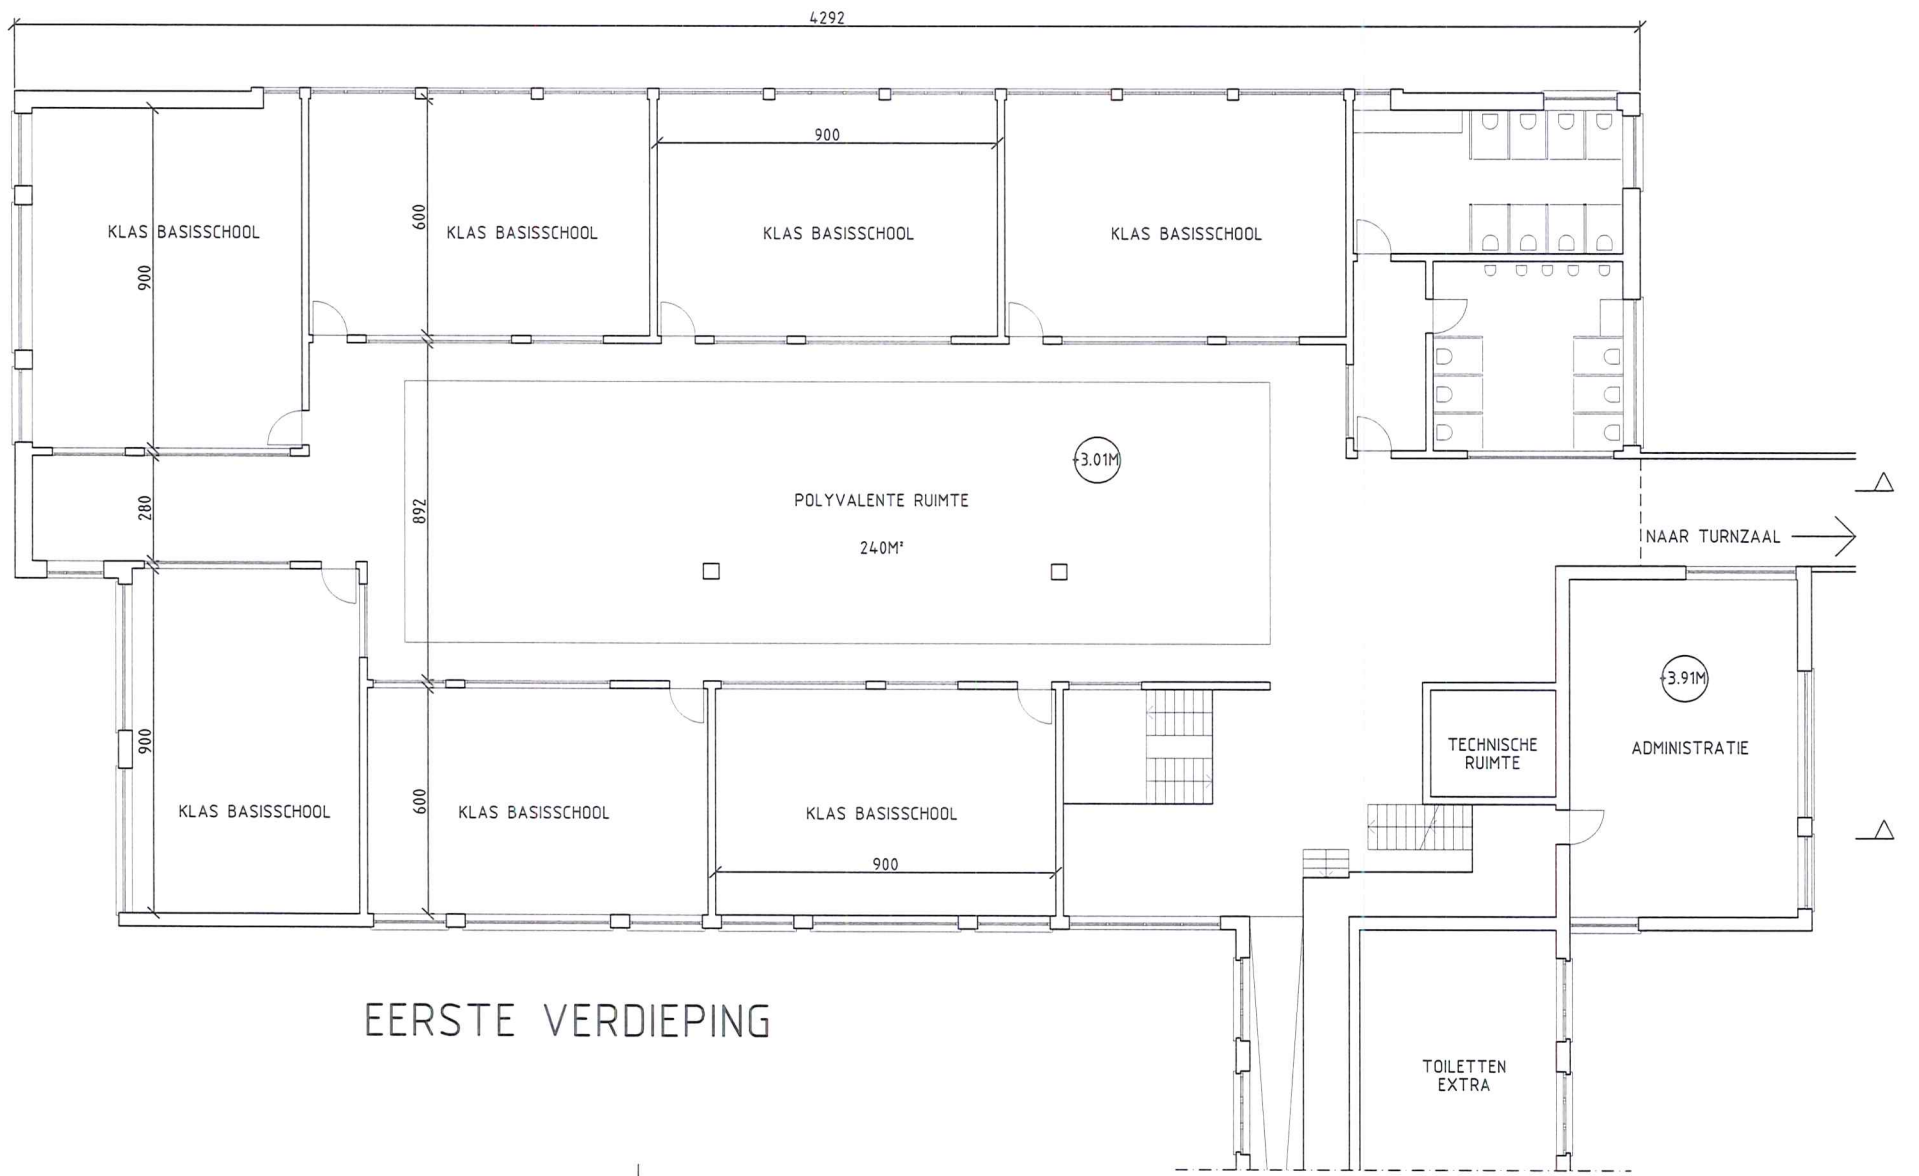 4292
900
KLAS BASISSCHOOL
KLAS BASISSCHOOL
KLAS BASISSCHOOL
KLAS BASISSCHOOL
600
900
+3.01M
POLYVALENTE RUIMTE
240M²
280
892
NAAR TURNZAAL
+3.91M
900
600
TECHNISCHE
RUIMTE
ADMINISTRATIE
KLAS BASISSCHOOL
KLAS BASISSCHOOL
KLAS BASISSCHOOL
900
EERSTE VERDIEPING
TOILETTEN
EXTRA